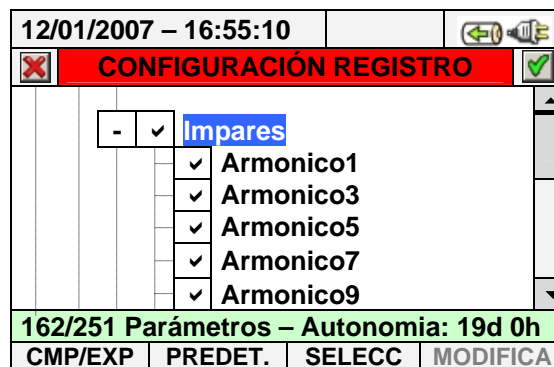 12/01/2007 – 16:55:10
CONFIGURACIÓN REGISTRO
- Impares
Armonico1
Armonico3
Armonico5
Armonico7
Armonico9
162/251 Parámetros – Autonomia: 19d 0h
CMP/EXP PREDET. SELECC MODIFICA